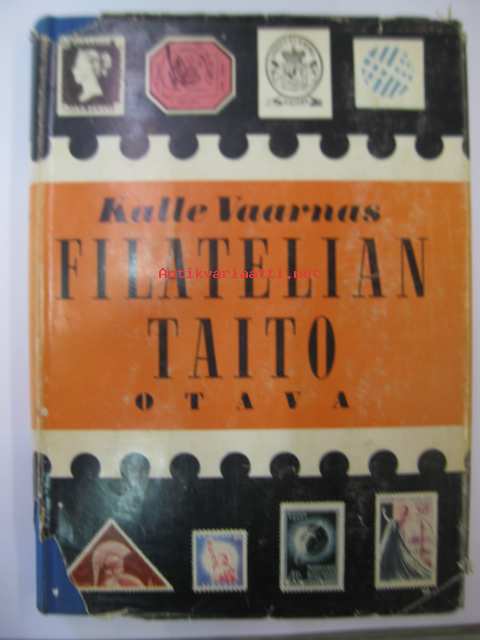 Kalle Vaarnas
FILATELIAN
Antikvariaatti.net
TAITO
OTAVA